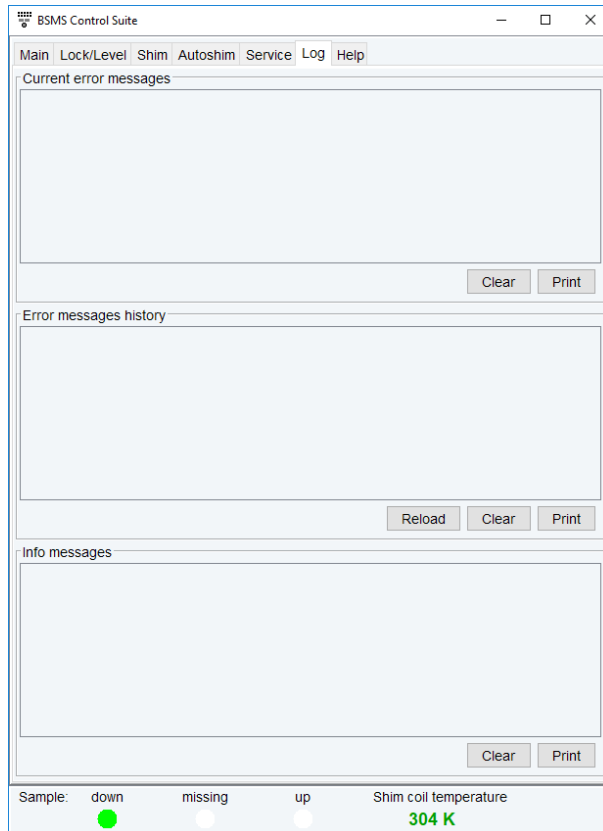 BSMS Control Suite
Main Lock/Level Shim Autoshim Service Log Help
Current error messages
Clear Print
Error messages history
Reload Clear Print
Info messages
Clear Print
Sample: down missing up Shim coil temperature
304 K